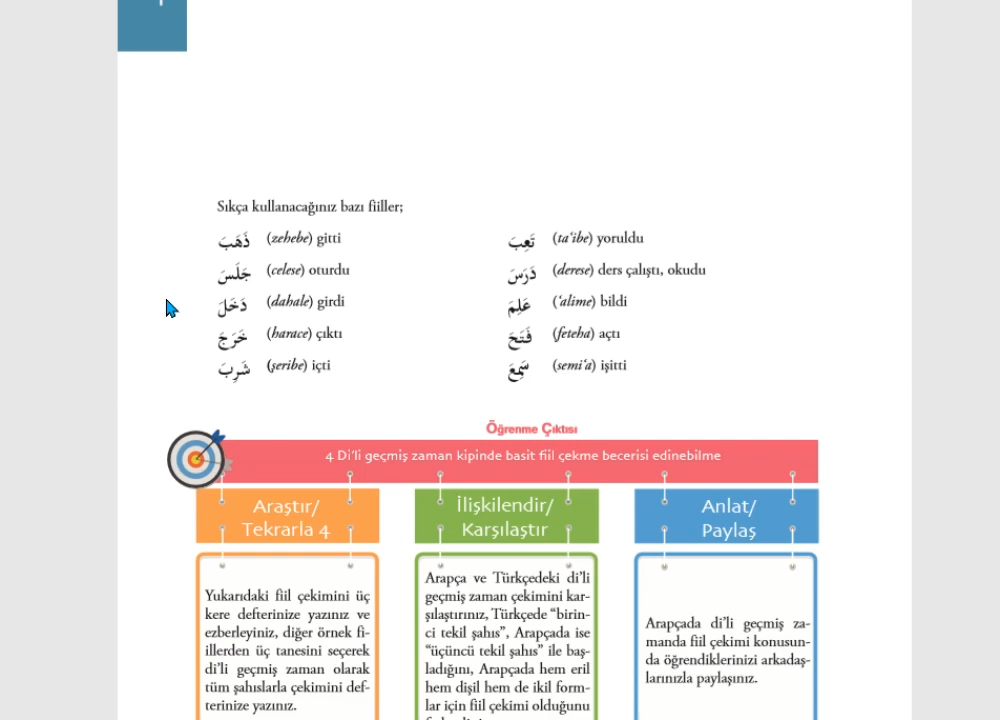 Sıkça kullanacağınız bazı fiiller;
ذَهَبَ (zehebe) gitti
جَلَسَ (celese) oturdu
دَخَلَ (dahale) girdi
خَرَجَ (harace) çıktı
شَرِبَ (şeribe) içti
تَعِبَ (ta‘ibe) yoruldu
دَرَسَ (derese) ders çalıştı, okudu
عَلِمَ (‘alime) bildi
فَتَحَ (feteha) açtı
سَمِعَ (semi‘a) işitti
Öğrenme Çıktısı
4 Di’li geçmiş zaman kipinde basit fiil çekme becerisi edinebilme
Araştır/
Tekrarla 4
Yukarıdaki fiil çekimini üç
kere defterinize yazınız ve
ezberleyiniz, diğer örnek fi-
illerden üç tanesini seçerek
di’li geçmiş zaman olarak
tüm şahıslarla çekimini def-
terinize yazınız.
İlişkilendir/
Karşılaştır
Arapça ve Türkçedeki di’li
geçmiş zaman çekimini kar-
şılaştırınız, Türkçede “birin-
ci tekil şahıs”, Arapçada ise
“üçüncü tekil şahıs” ile baş-
ladığını, Arapçada hem eril
hem dişil hem de ikil form-
lar için fiil çekimi olduğunu
Anlat/
Paylaş
Arapçada di’li geçmiş za-
manda fiil çekimi konusun-
da öğrendiklerinizi arkadaş-
larınızla paylaşınız.